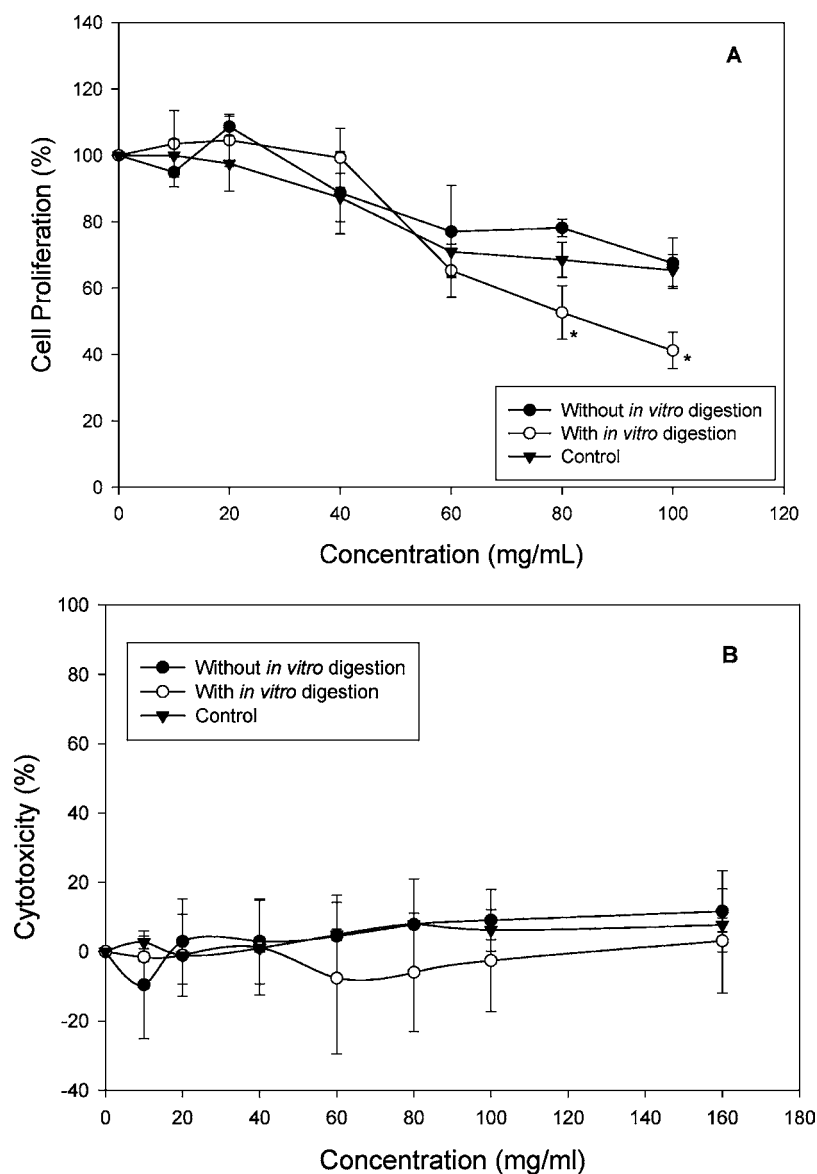 A
Cell Proliferation (%)
140
120
100
80
60
40
20
0
*
*
Without in vitro digestion
With in vitro digestion
Control
0 20 40 60 80 100 120
Concentration (mg/mL)
B
Cytotoxicity (%)
100
80
60
40
20
0
-20
-40
Without in vitro digestion
With in vitro digestion
Control
0 20 40 60 80 100 120 140 160 180
Concentration (mg/ml)